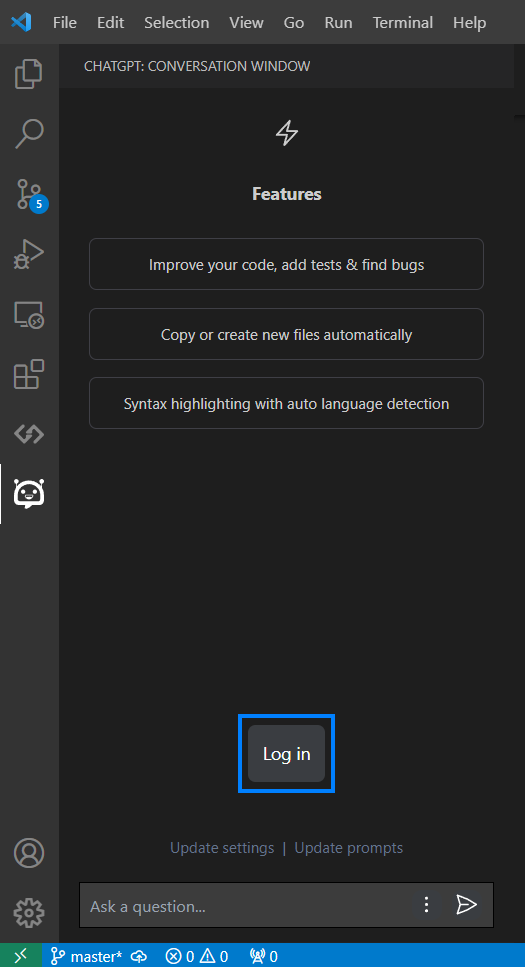 File Edit Selection View Go Run Terminal Help
CHATGPT: CONVERSATION WINDOW
Features
Improve your code, add tests & find bugs
Copy or create new files automatically
5
Syntax highlighting with auto language detection
Log in
Update settings | Update prompts
Ask a question...
master* 0 0 0